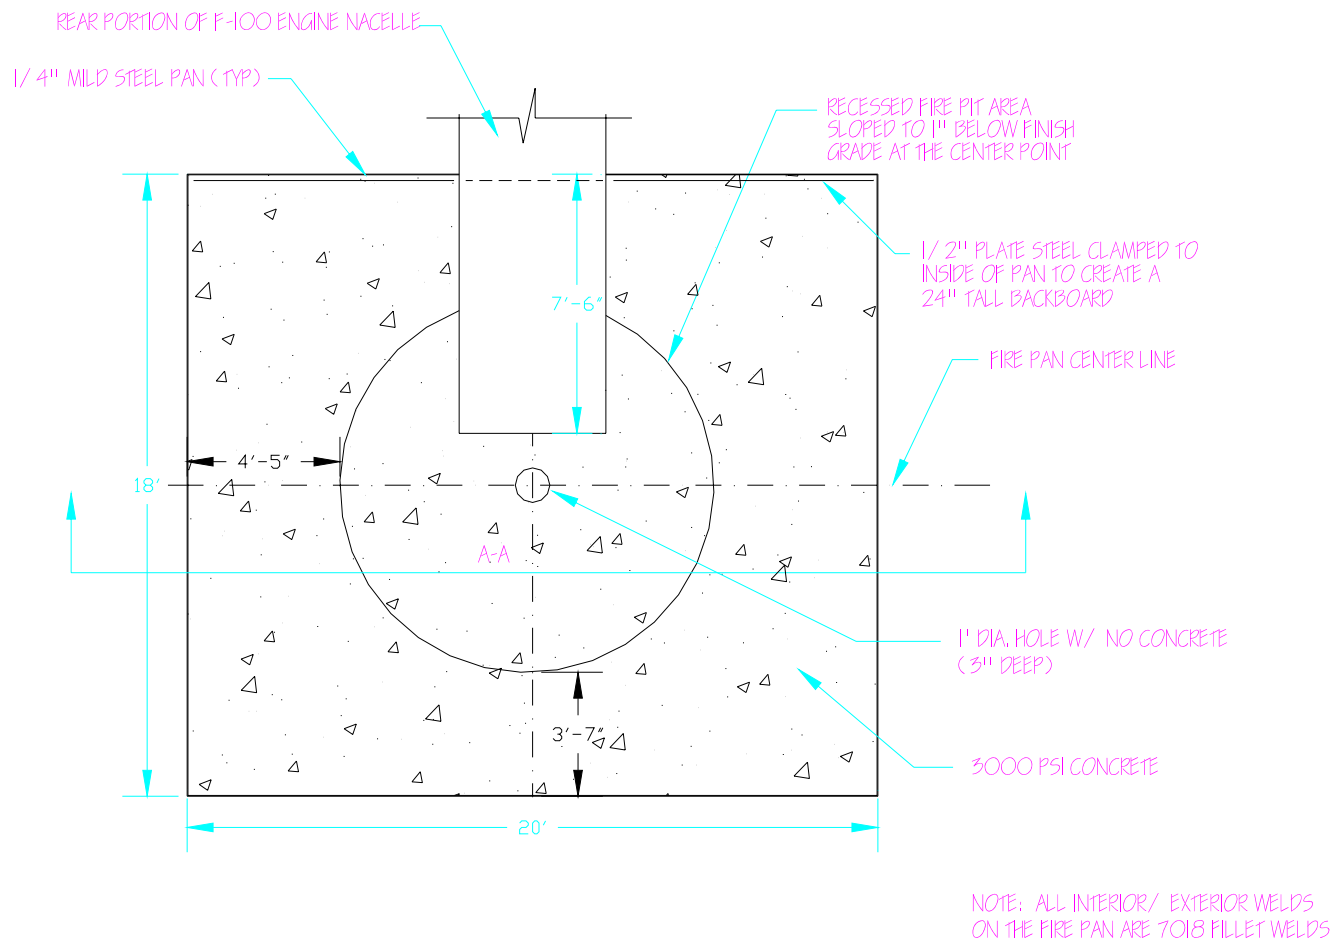 REAR PORTION OF F-100 ENGINE NACELLE
1/4" MILD STEEL PAN (TYP)
RECESSED FIRE PIT AREA
SLOPED TO 1" BELOW FINISH
GRADE AT THE CENTER POINT
1/2" PLATE STEEL CLAMPED TO
INSIDE OF PAN TO CREATE A
24" TALL BACKBOARD
7'-6"
FIRE PAN CENTER LINE
4'-5"
18'
A-A
1' DIA. HOLE W/ NO CONCRETE
(3" DEEP)
3'-7"
3000 PSI CONCRETE
20'
NOTE: ALL INTERIOR/ EXTERIOR WELDS
ON THE FIRE PAN ARE 7018 FILLET WELDS